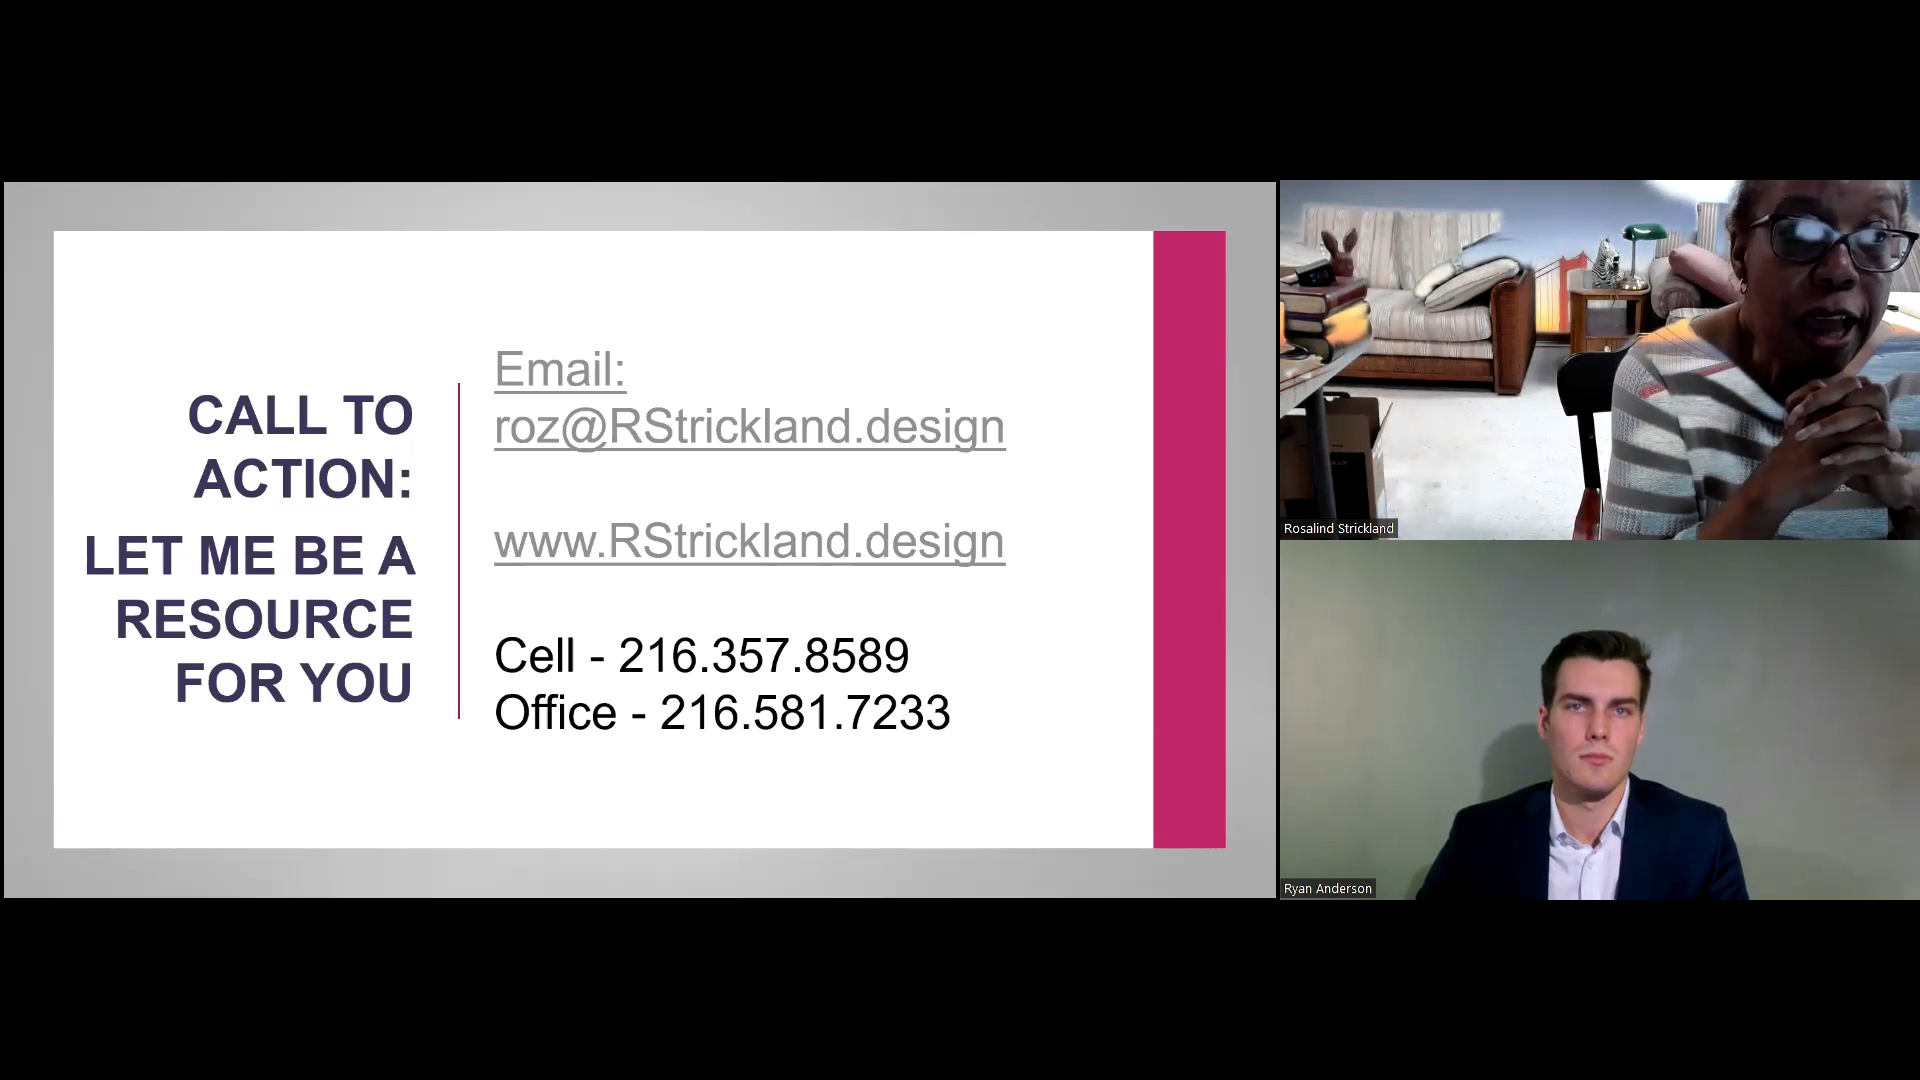 CALL TO
ACTION:
LET ME BE A
RESOURCE
FOR YOU
Email:
roz@RStrickland.design
www.RStrickland.design
Cell - 216.357.8589
Office - 216.581.7233
Rosalind Strickland
Ryan Anderson